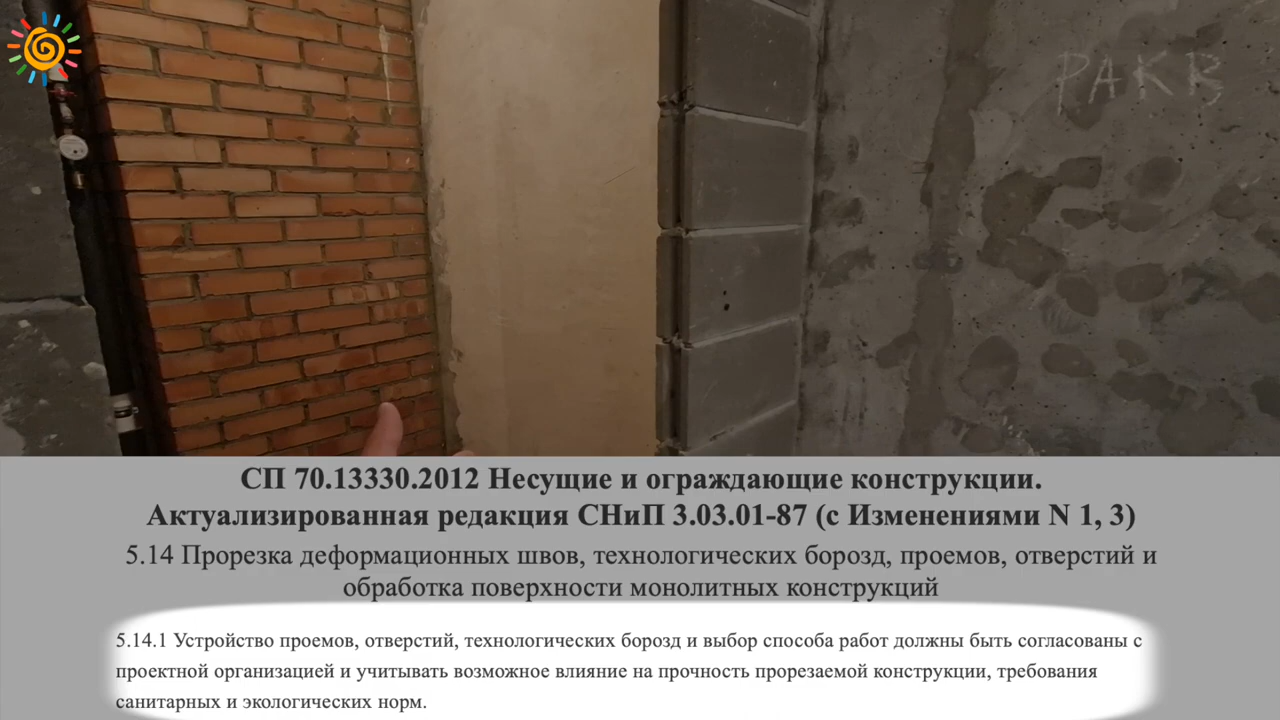 РАКВ
СП 70.13330.2012 Несущие и ограждающие конструкции.
Актуализированная редакция СНиП 3.03.01-87 (с Изменениями N 1, 3)
5.14 Прорезка деформационных швов, технологических борозд, проемов, отверстий и
обработка поверхности монолитных конструкций
5.14.1 Устройство проемов, отверстий, технологических борозд и выбор способа работ должны быть согласованы с
проектной организацией и учитывать возможное влияние на прочность прорезаемой конструкции, требования
санитарных и экологических норм.